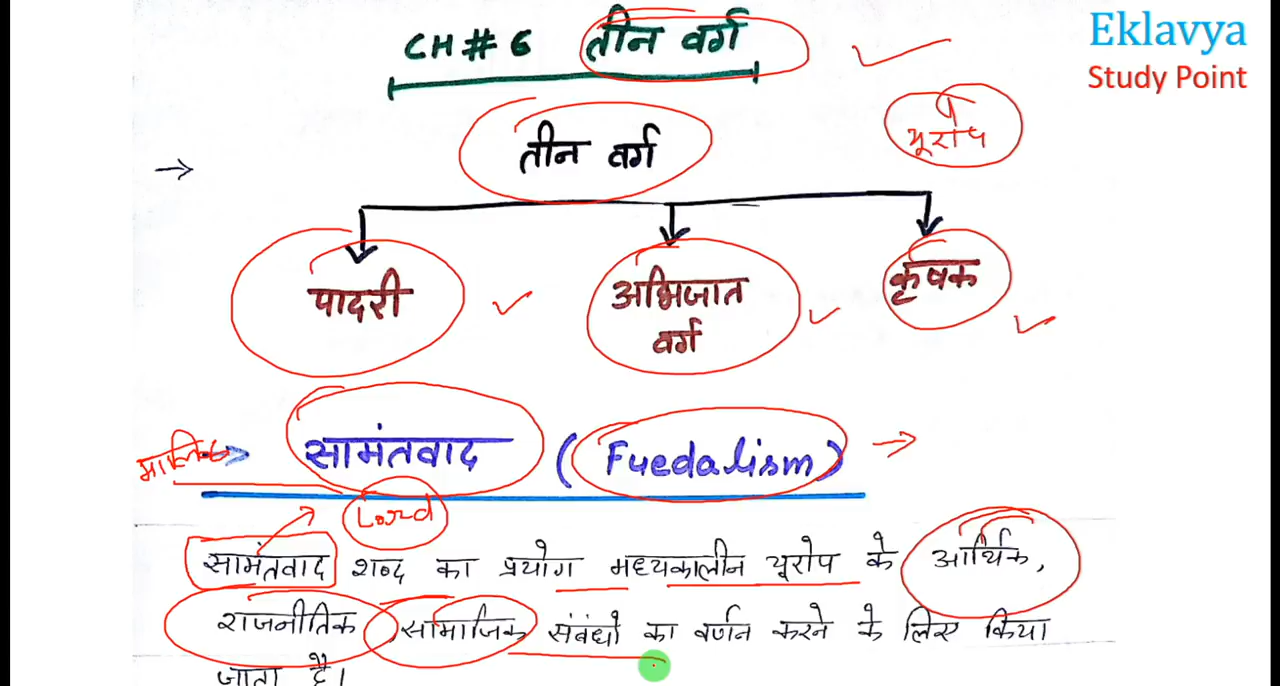 Eklavya
Study Point
CH # 6 तीन वर्ग
यूरोप
तीन वर्ग
पादरी
अभिजात वर्ग
कृषक
मालिक
सामंतवाद (Fuedalism)
Lord
सामंतवाद शब्द का प्रयोग मध्यकालीन यूरोप के आर्थिक,
राजनीतिक, सामाजिक संबंधो का वर्णन करने के लिए किया
जाता है।